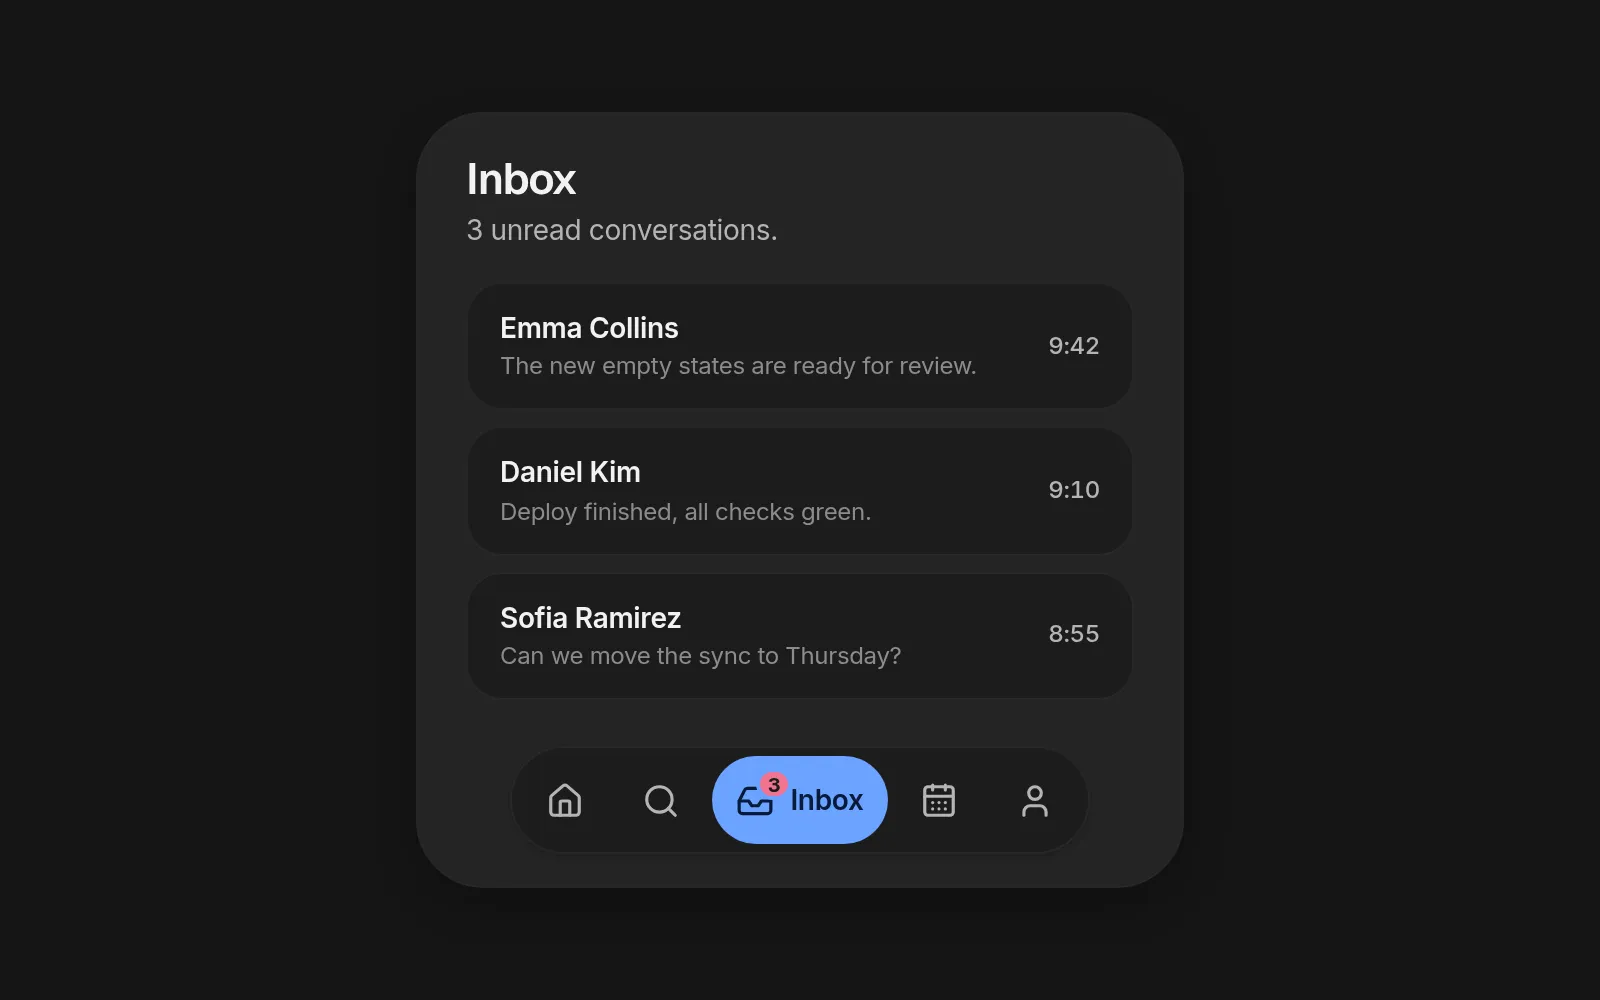 Inbox
3 unread conversations.
Emma Collins
The new empty states are ready for review.
9:42
Daniel Kim
Deploy finished, all checks green.
9:10
Sofia Ramirez
Can we move the sync to Thursday?
8:55
3
Inbox